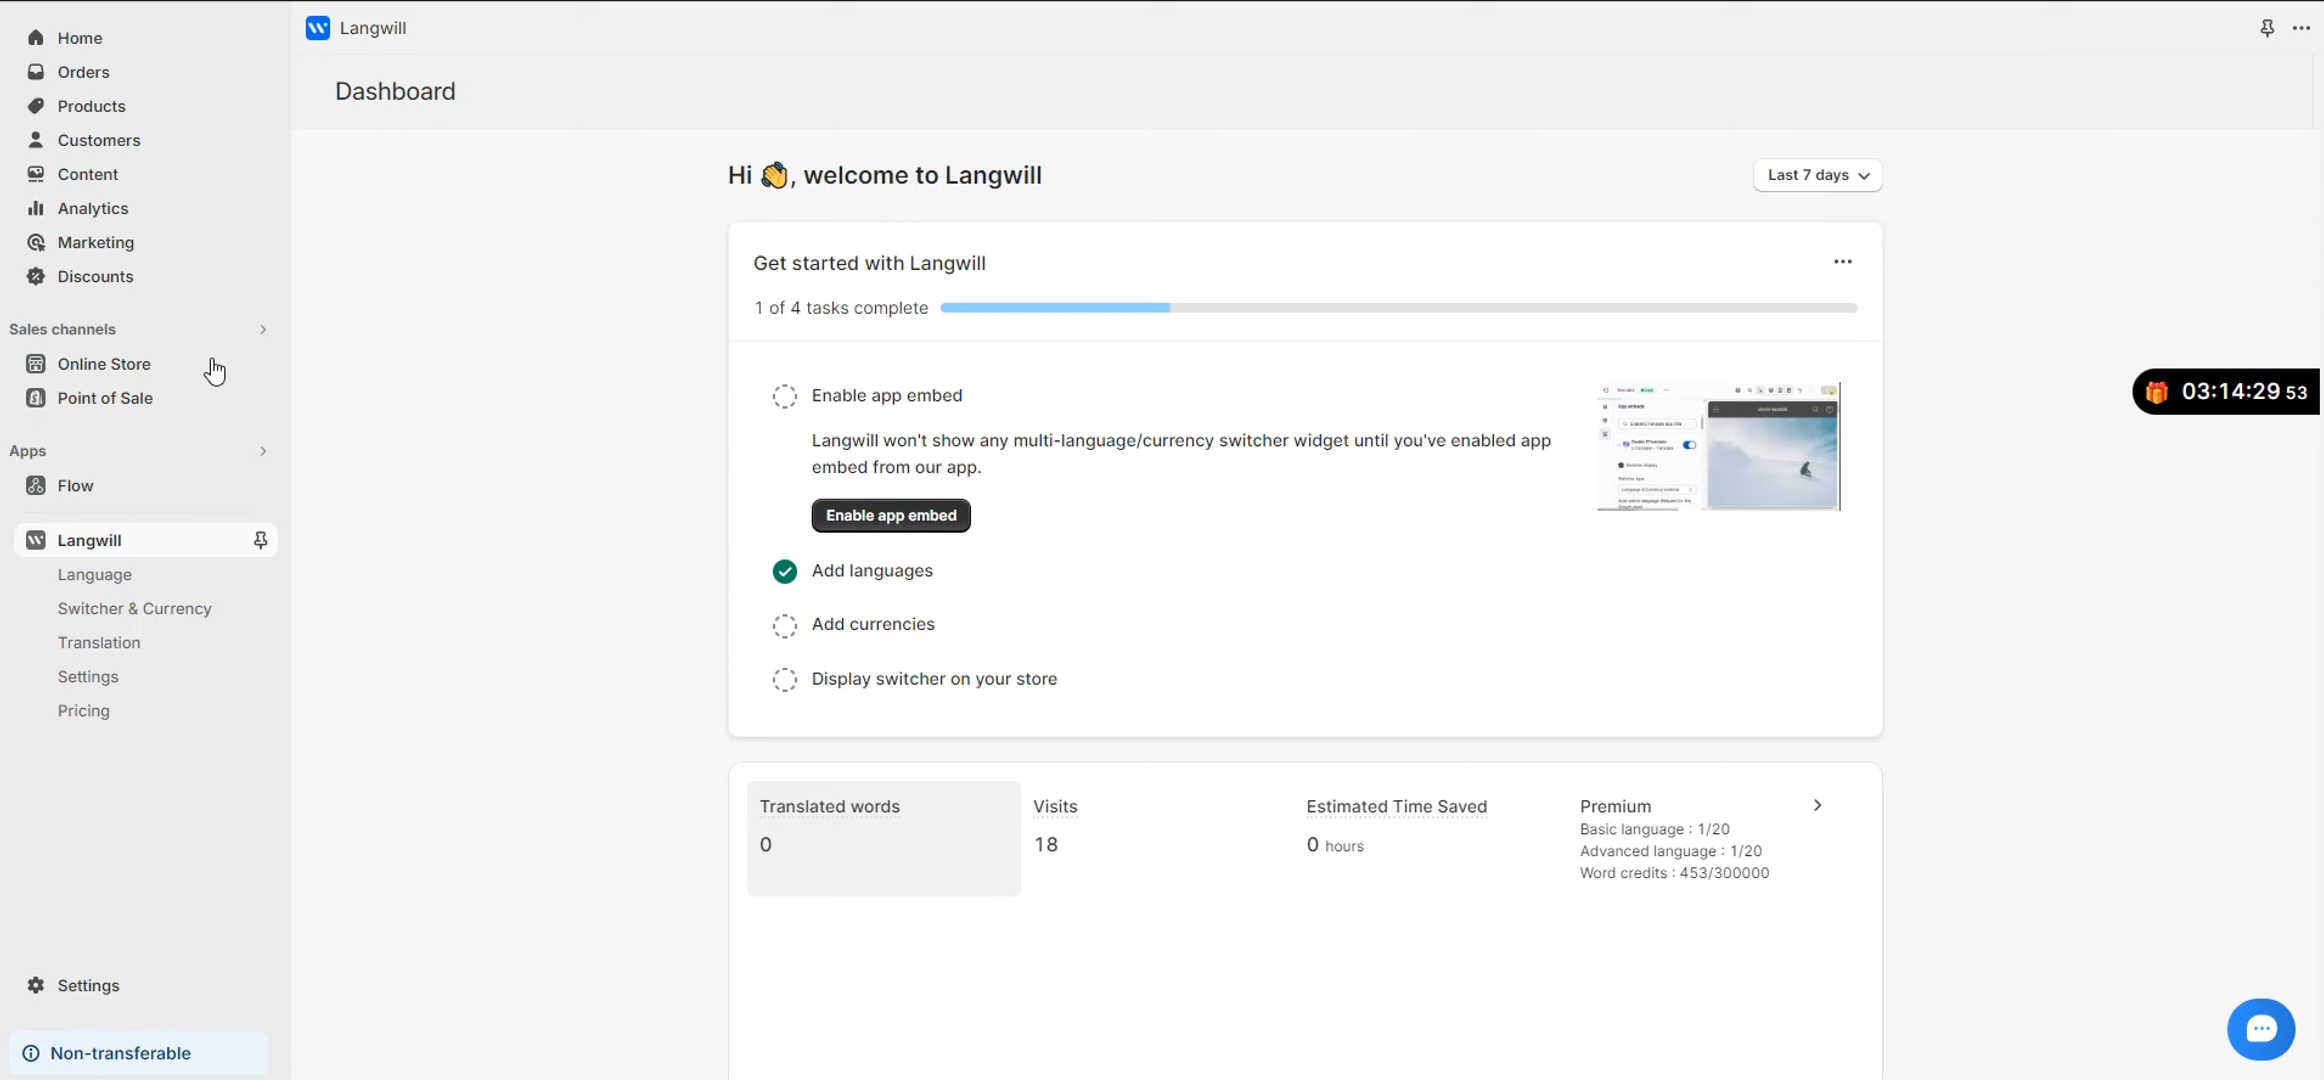 Home
Orders
Products
Customers
Content
Analytics
Marketing
Discounts
Sales channels
Online Store
Point of Sale
Apps
Flow
Langwill
Language
Switcher & Currency
Translation
Settings
Pricing
Settings
Non-transferable
Langwill
Dashboard
Hi 👋, welcome to Langwill
Last 7 days
Get started with Langwill
1 of 4 tasks complete
Enable app embed
Langwill won't show any multi-language/currency switcher widget until you've enabled app
embed from our app.
Enable app embed
Add languages
Add currencies
Display switcher on your store
Translated words
0
Visits
18
Estimated Time Saved
0 hours
Premium
Basic language : 1/20
Advanced language : 1/20
Word credits : 453/300000
03:14:29 53